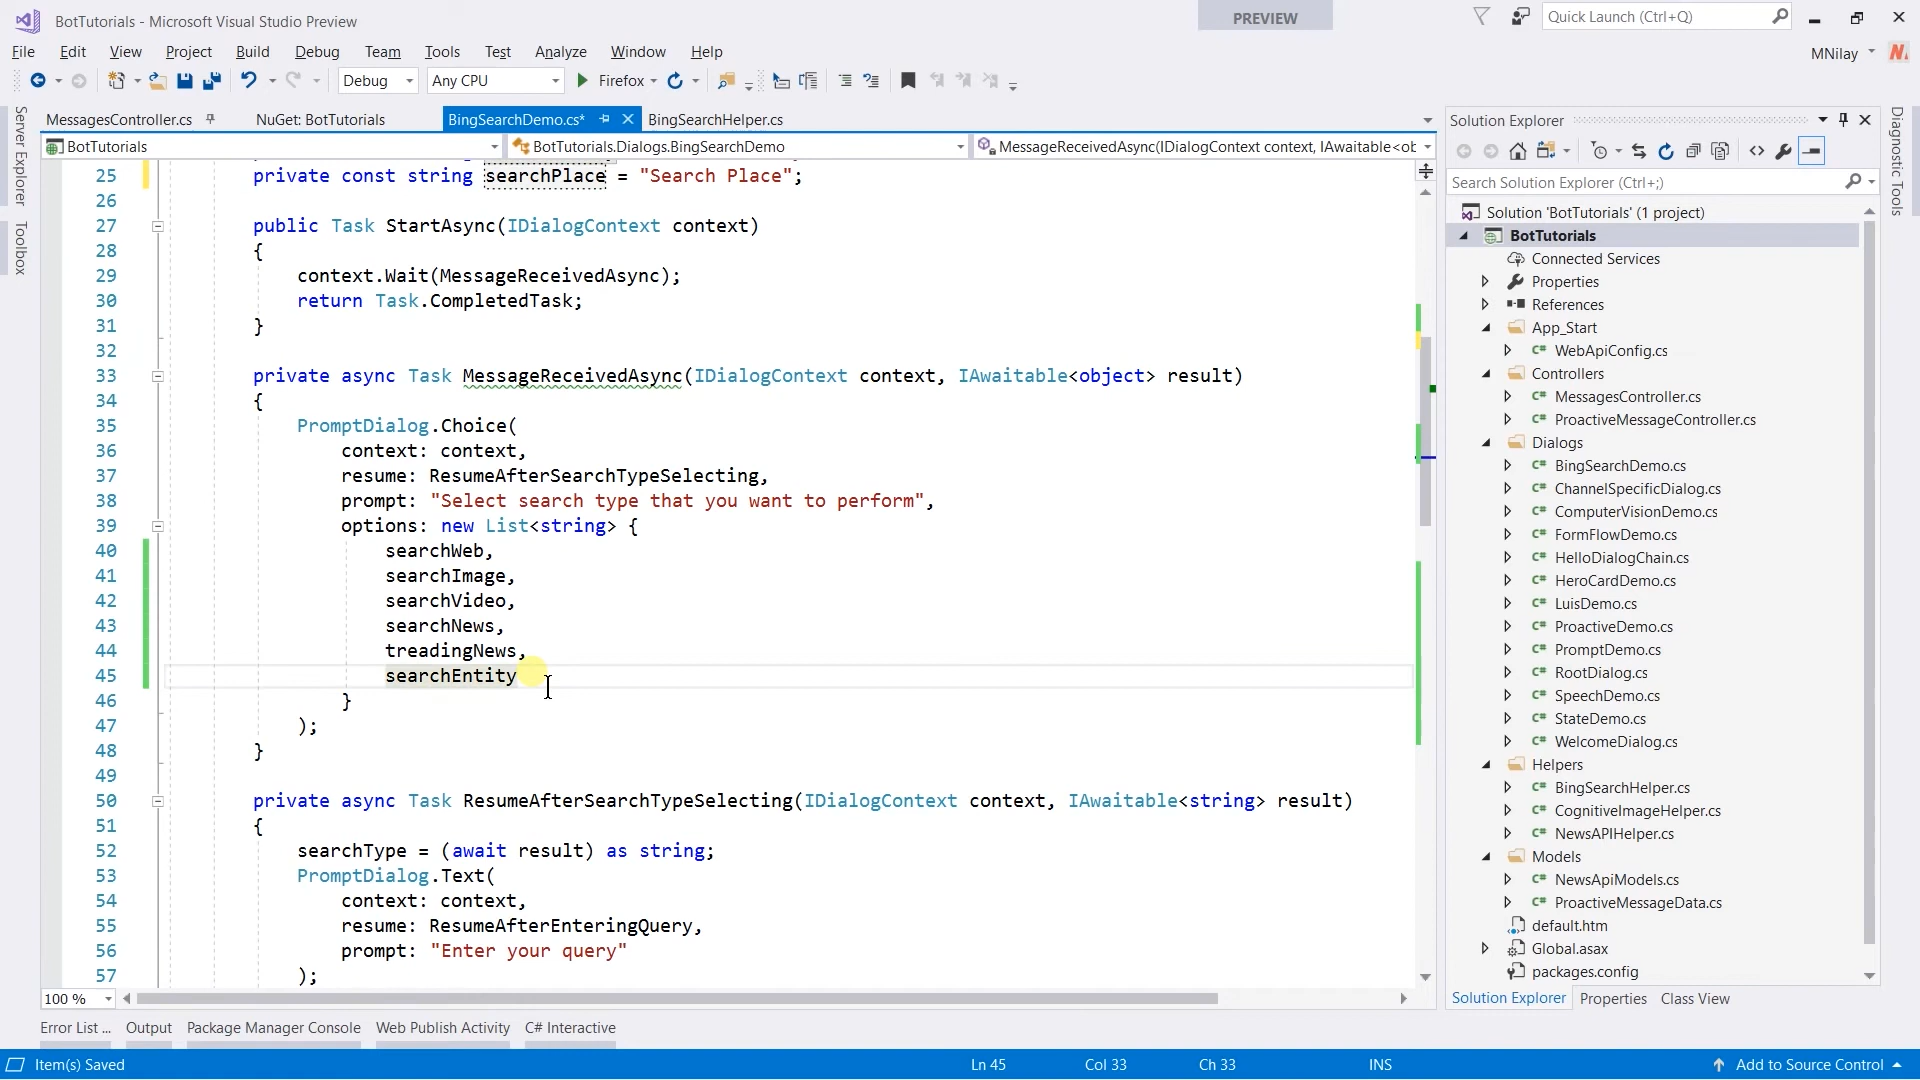 BotTutorials - Microsoft Visual Studio Preview
PREVIEW
Quick Launch (Ctrl+Q)
File Edit View Project Build Debug Team Tools Test Analyze Window Help
MNilay
Debug Any CPU Firefox
Server Explorer
Toolbox
MessagesController.cs NuGet: BotTutorials BingSearchDemo.cs* BingSearchHelper.cs
BotTutorials BotTutorials.Dialogs.BingSearchDemo MessageReceivedAsync(IDialogContext context, IAwaitable<ob
25 private const string searchPlace = "Search Place";
26
27 public Task StartAsync(IDialogContext context)
28 {
29 context.Wait(MessageReceivedAsync);
30 return Task.CompletedTask;
31 }
32
33 private async Task MessageReceivedAsync(IDialogContext context, IAwaitable<object> result)
34 {
35 PromptDialog.Choice(
36 context: context,
37 resume: ResumeAfterSearchTypeSelecting,
38 prompt: "Select search type that you want to perform",
39 options: new List<string> {
40 searchWeb,
41 searchImage,
42 searchVideo,
43 searchNews,
44 treadingNews,
45 searchEntity
46 }
47 );
48 }
49
50 private async Task ResumeAfterSearchTypeSelecting(IDialogContext context, IAwaitable<string> result)
51 {
52 searchType = (await result) as string;
53 PromptDialog.Text(
54 context: context,
55 resume: ResumeAfterEnteringQuery,
56 prompt: "Enter your query"
57 );
100 %
Solution Explorer
Search Solution Explorer (Ctrl+;)
Solution 'BotTutorials' (1 project)
BotTutorials
Connected Services
Properties
References
App_Start
C# WebApiConfig.cs
Controllers
C# MessagesController.cs
C# ProactiveMessageController.cs
Dialogs
C# BingSearchDemo.cs
C# ChannelSpecificDialog.cs
C# ComputerVisionDemo.cs
C# FormFlowDemo.cs
C# HelloDialogChain.cs
C# HeroCardDemo.cs
C# LuisDemo.cs
C# ProactiveDemo.cs
C# PromptDemo.cs
C# RootDialog.cs
C# SpeechDemo.cs
C# StateDemo.cs
C# WelcomeDialog.cs
Helpers
C# BingSearchHelper.cs
C# CognitiveImageHelper.cs
C# NewsAPIHelper.cs
Models
C# NewsApiModels.cs
C# ProactiveMessageData.cs
default.htm
Global.asax
packages.config
Solution Explorer Properties Class View
Diagnostic Tools
Error List ... Output Package Manager Console Web Publish Activity C# Interactive
Item(s) Saved Ln 45 Col 33 Ch 33 INS Add to Source Control